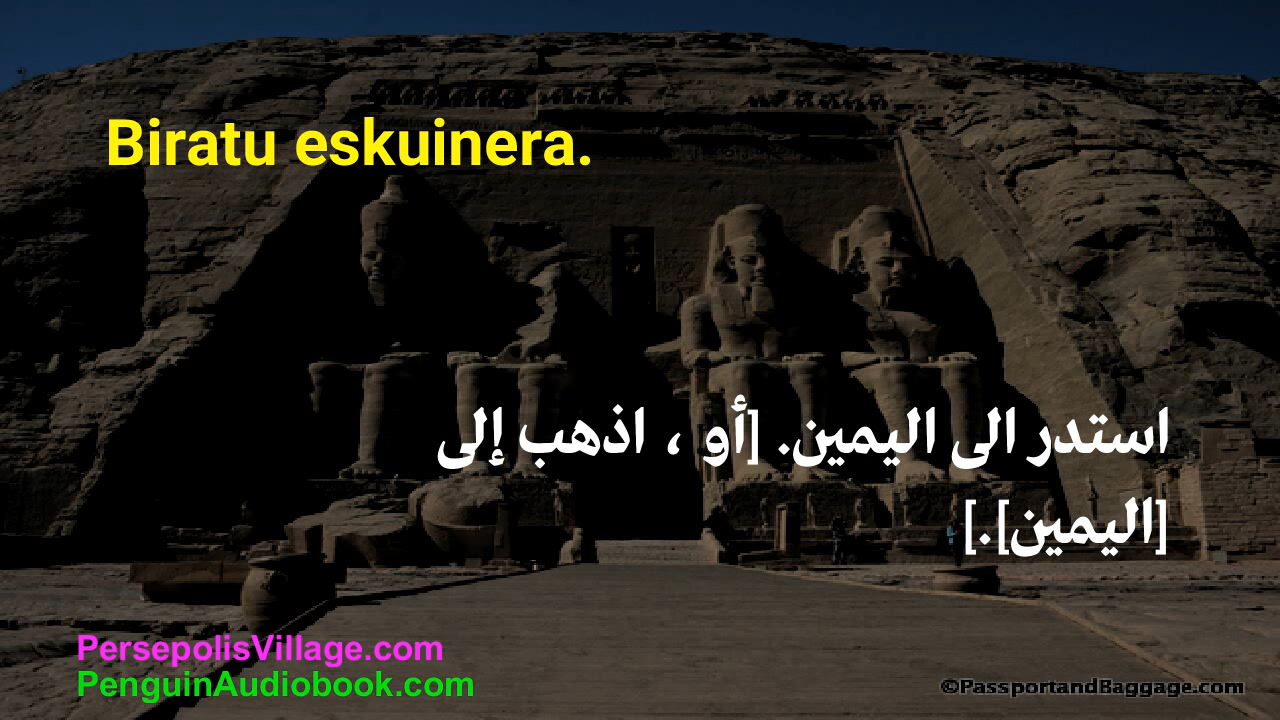 Biratu eskuinera.
استدر الى اليمين. [أو ، اذهب إلى
[اليمين].]
PersepolisVillage.com
PenguinAudiobook.com
©PassportandBaggage.com